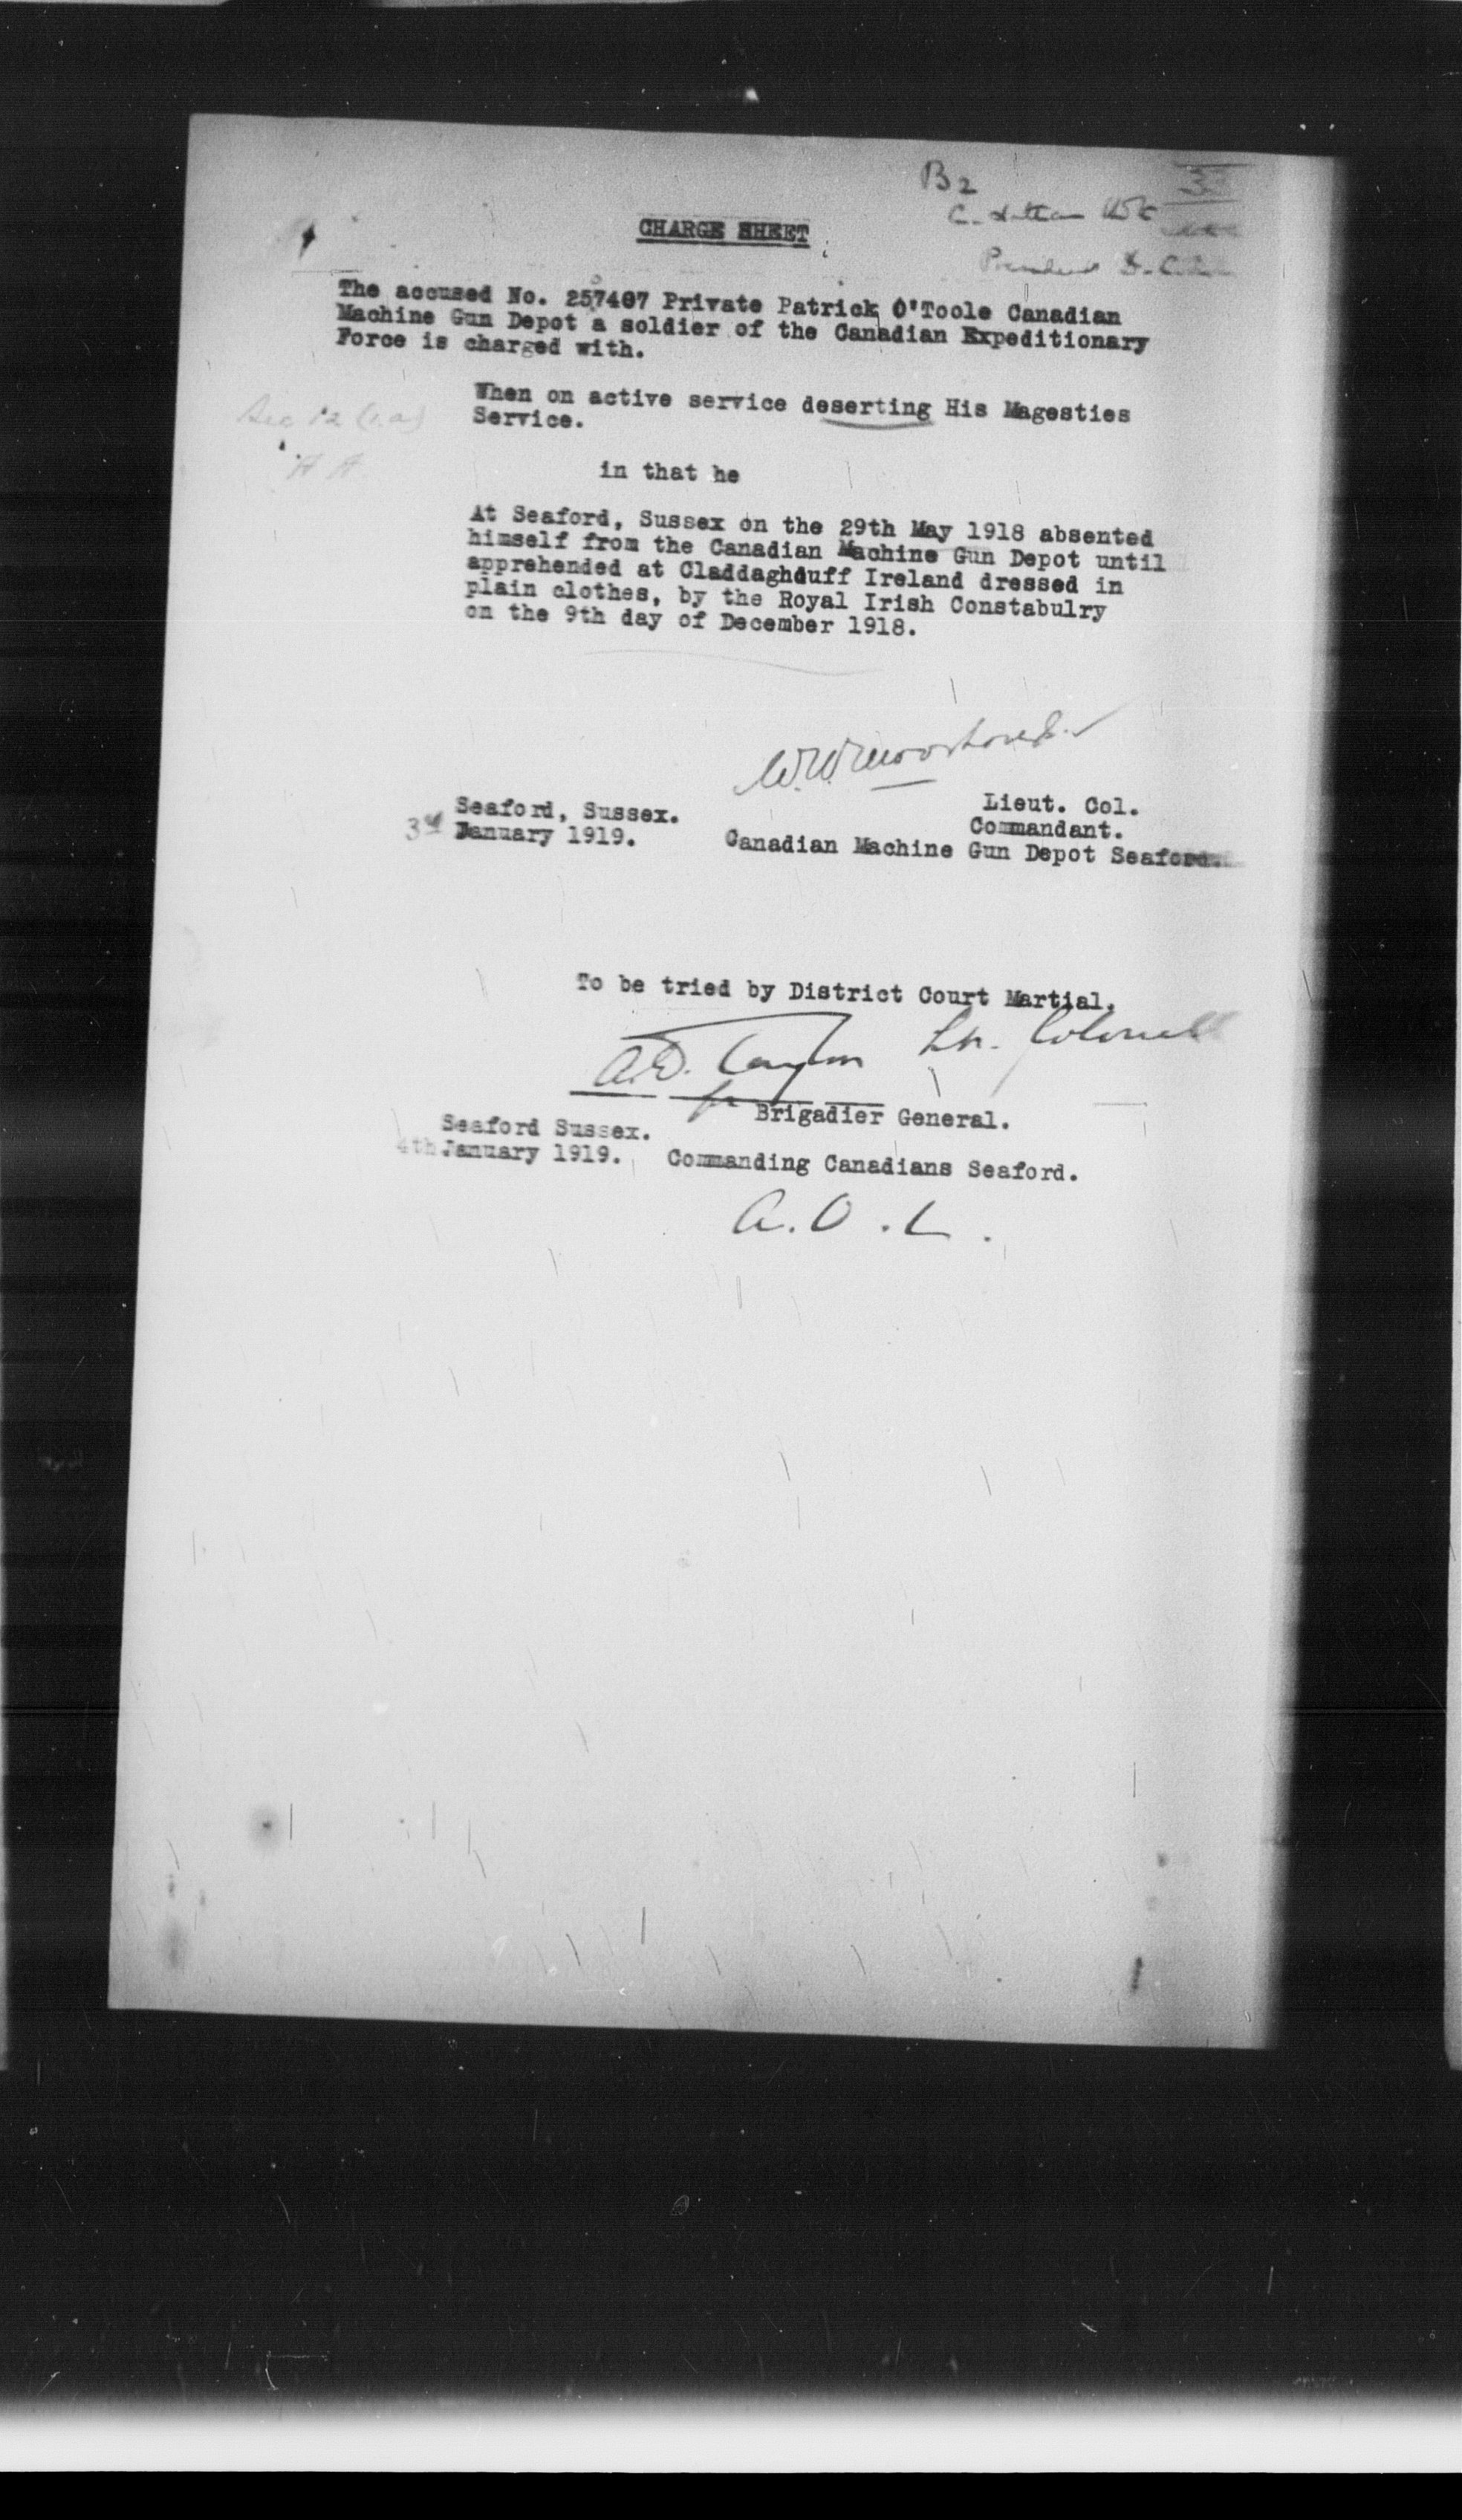 B2
CHARGE SHEET
The accused No. 257407 Private Patrick O'Toole Canadian
Machine Gun Depot a soldier of the Canadian Expeditionary
Force is charged with.
When on active service deserting His Magesties
Service.
Sec 12 (1.a)
A A
in that he
At Seaford, Sussex on the 29th May 1918 absented
himself from the Canadian Machine Gun Depot until
apprehended at Claddaghduff Ireland dressed in
plain clothes, by the Royal Irish Constabulry
on the 9th day of December 1918.
Seaford, Sussex.
3rd January 1919.
Lieut. Col.
Commandant.
Canadian Machine Gun Depot Seaford.
To be tried by District Court Martial.
Lt. Colonel
for Brigadier General.
Seaford Sussex.
4th January 1919.
Commanding Canadians Seaford.